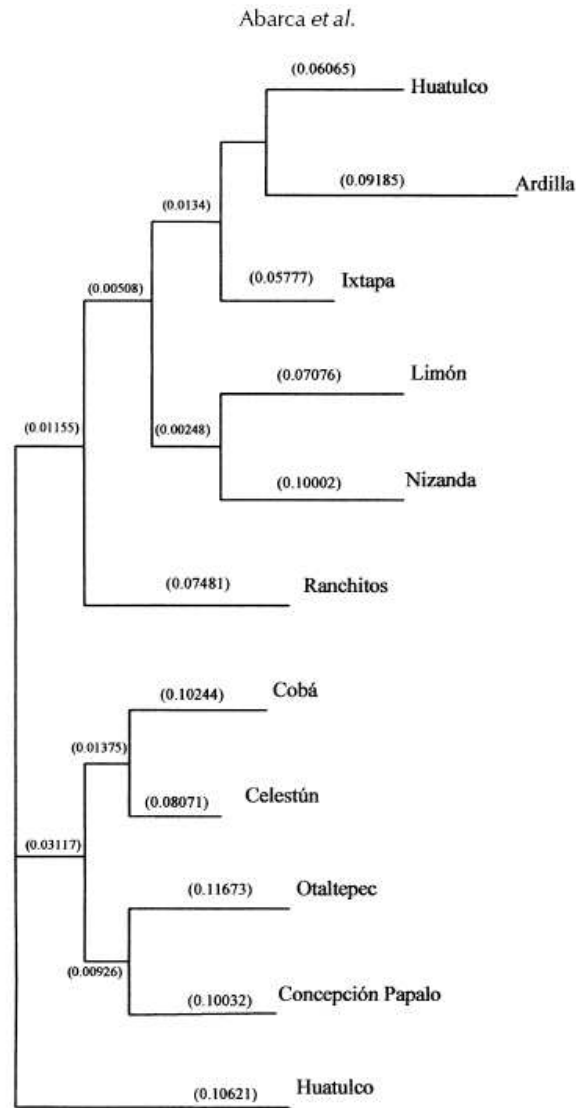 Abarca et al.
(0.06065)
Huatulco
(0.09185)
Ardilla
(0.0134)
(0.05777)
Ixtapa
(0.00508)
(0.07076)
Limón
(0.01155)
(0.00248)
(0.10002)
Nizanda
(0.07481)
Ranchitos
(0.10244)
Cobá
(0.01375)
(0.08071)
Celestún
(0.03117)
(0.11673)
Otaltepec
(0.00926)
(0.10032)
Concepción Papalo
(0.10621)
Huatulco